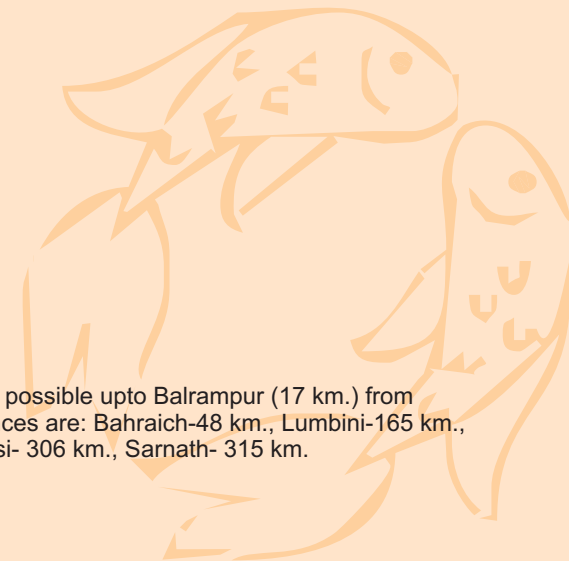 possible upto Balrampur (17 km.) from
ces are: Bahraich-48 km., Lumbini-165 km.,
si- 306 km., Sarnath- 315 km.